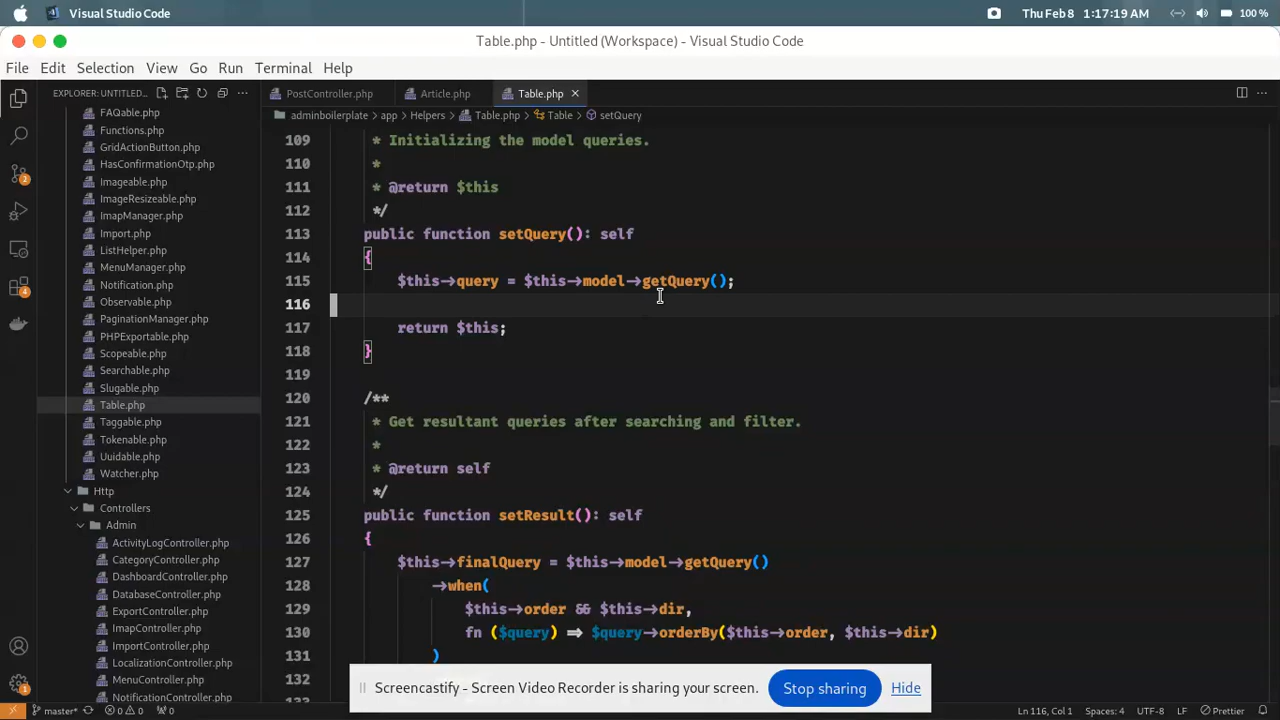 Visual Studio Code
Thu Feb 8 1:17:19 AM
100 %
Table.php - Untitled (Workspace) - Visual Studio Code
File Edit Selection View Go Run Terminal Help
EXPLORER: UNTITLED...
PostController.php
Article.php
Table.php
adminboilerplate > app > Helpers > Table.php > Table > setQuery
FAQable.php
Functions.php
GridActionButton.php
HasConfirmationOtp.php
Imageable.php
ImageResizeable.php
ImapManager.php
Import.php
ListHelper.php
MenuManager.php
Notification.php
Observable.php
PaginationManager.php
PHPExportable.php
Scopeable.php
Searchable.php
Slugable.php
Table.php
Taggable.php
Tokenable.php
Uuidable.php
Watcher.php
Http
Controllers
Admin
ActivityLogController.php
CategoryController.php
DashboardController.php
DatabaseController.php
ExportController.php
ImapController.php
ImportController.php
LocalizationController.php
MenuController.php
NotificationController.php
2
2
1
109 * Initializing the model queries.
110 *
111 * @return $this
112 */
113 public function setQuery(): self
114 {
115 $this->query = $this->model->getQuery();
116
117 return $this;
118 }
119
120 /**
121 * Get resultant queries after searching and filter.
122 *
123 * @return self
124 */
125 public function setResult(): self
126 {
127 $this->finalQuery = $this->model->getQuery()
128 ->when(
129 $this->order && $this->dir,
130 fn ($query) => $query->orderBy($this->order, $this->dir)
131 )
132
Screencastify - Screen Video Recorder is sharing your screen.
Stop sharing
Hide
master*
0 0
0
Ln 116, Col 1
Spaces: 4
UTF-8
LF
Prettier